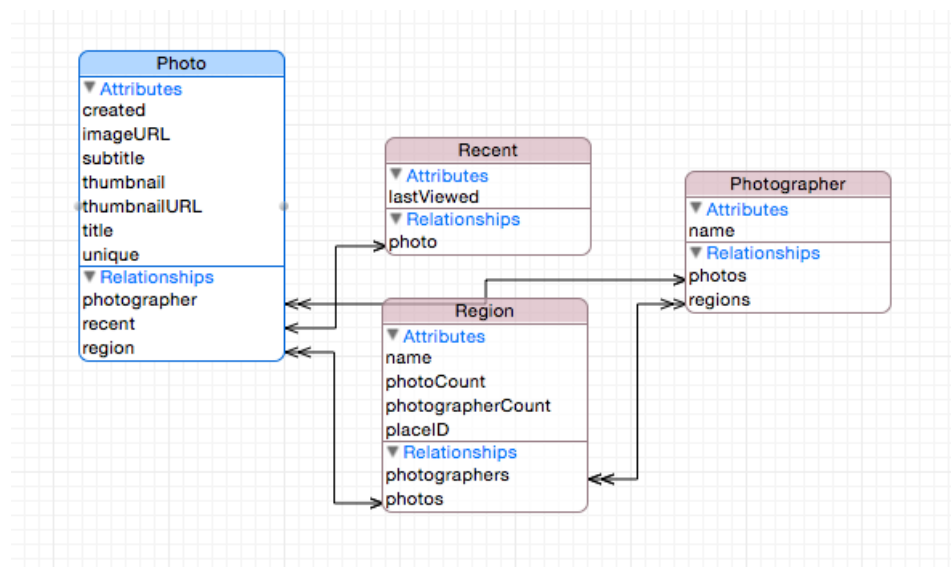 Photo
Attributes
created
imageURL
subtitle
thumbnail
thumbnailURL
title
unique
Relationships
photographer
recent
region
Recent
Attributes
lastViewed
Relationships
photo
Photographer
Attributes
name
Relationships
photos
regions
Region
Attributes
name
photoCount
photographerCount
placeID
Relationships
photographers
photos